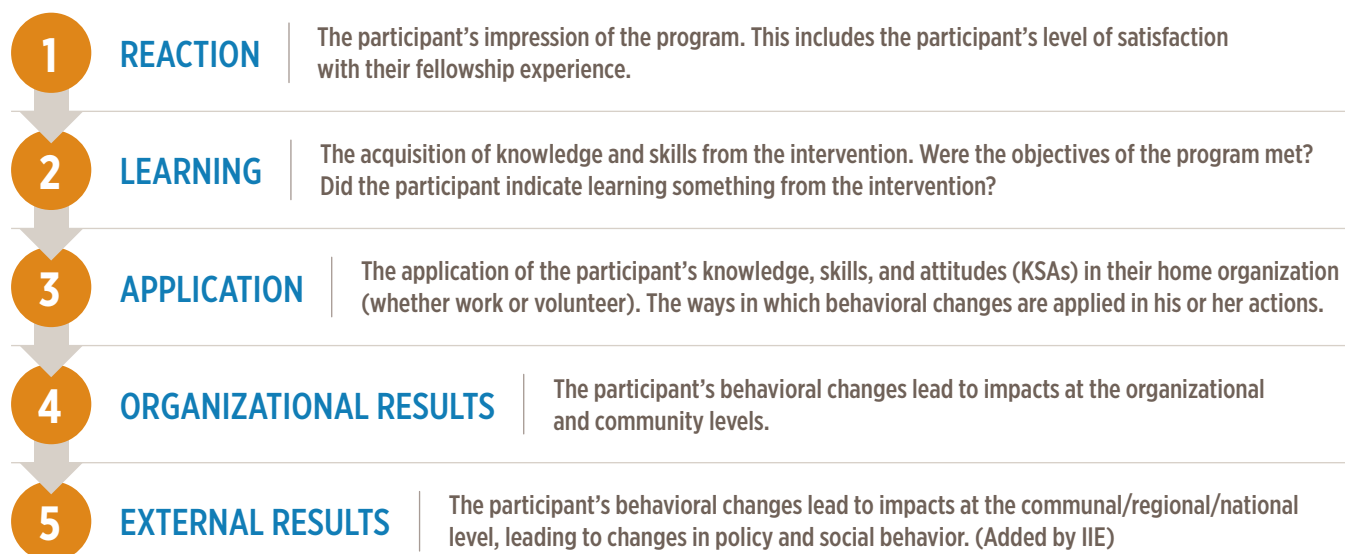 1
REACTION
The participant’s impression of the program. This includes the participant’s level of satisfaction
with their fellowship experience.
2
LEARNING
The acquisition of knowledge and skills from the intervention. Were the objectives of the program met?
Did the participant indicate learning something from the intervention?
3
APPLICATION
The application of the participant’s knowledge, skills, and attitudes (KSAs) in their home organization
(whether work or volunteer). The ways in which behavioral changes are applied in his or her actions.
4
ORGANIZATIONAL RESULTS
The participant’s behavioral changes lead to impacts at the organizational
and community levels.
5
EXTERNAL RESULTS
The participant’s behavioral changes lead to impacts at the communal/regional/national
level, leading to changes in policy and social behavior. (Added by IIE)